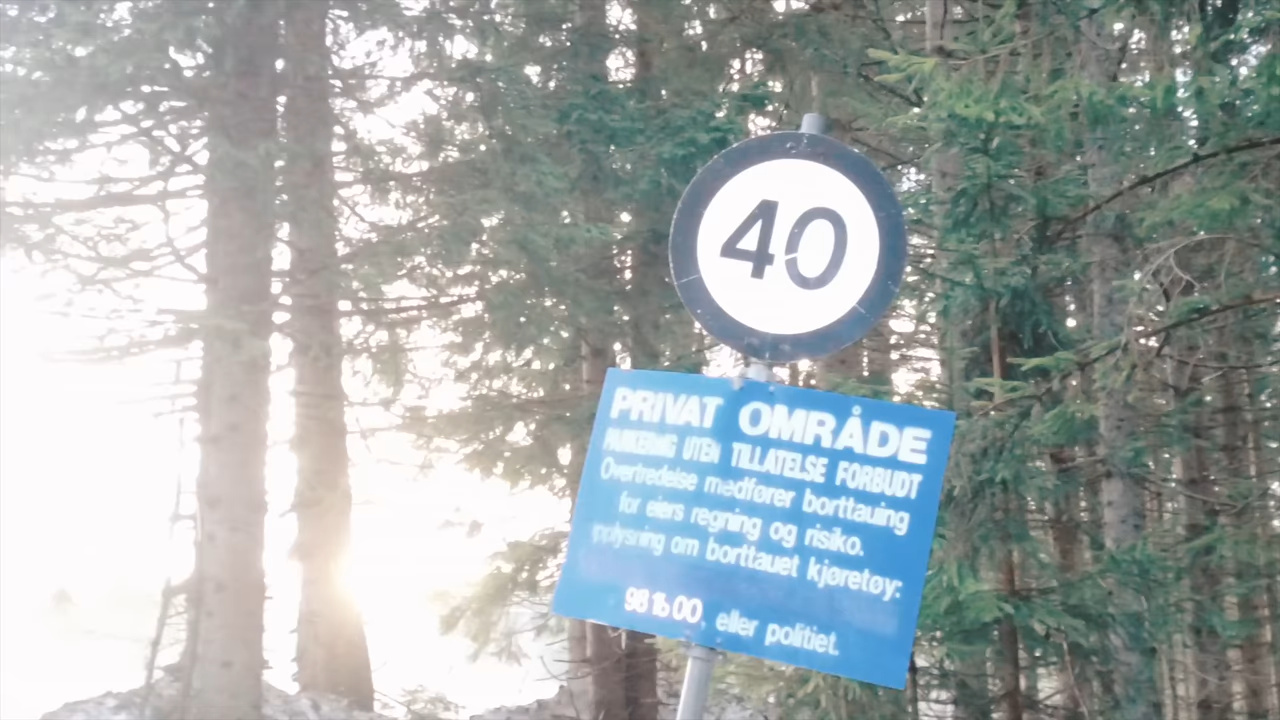 40
PRIVAT OMRÅDE
PARKERING UTEN TILLATELSE FORBUDT
Overtredelse medfører borttauing
for eiers regning og risiko.
om borttauet kjøretøy:
eller politiet.